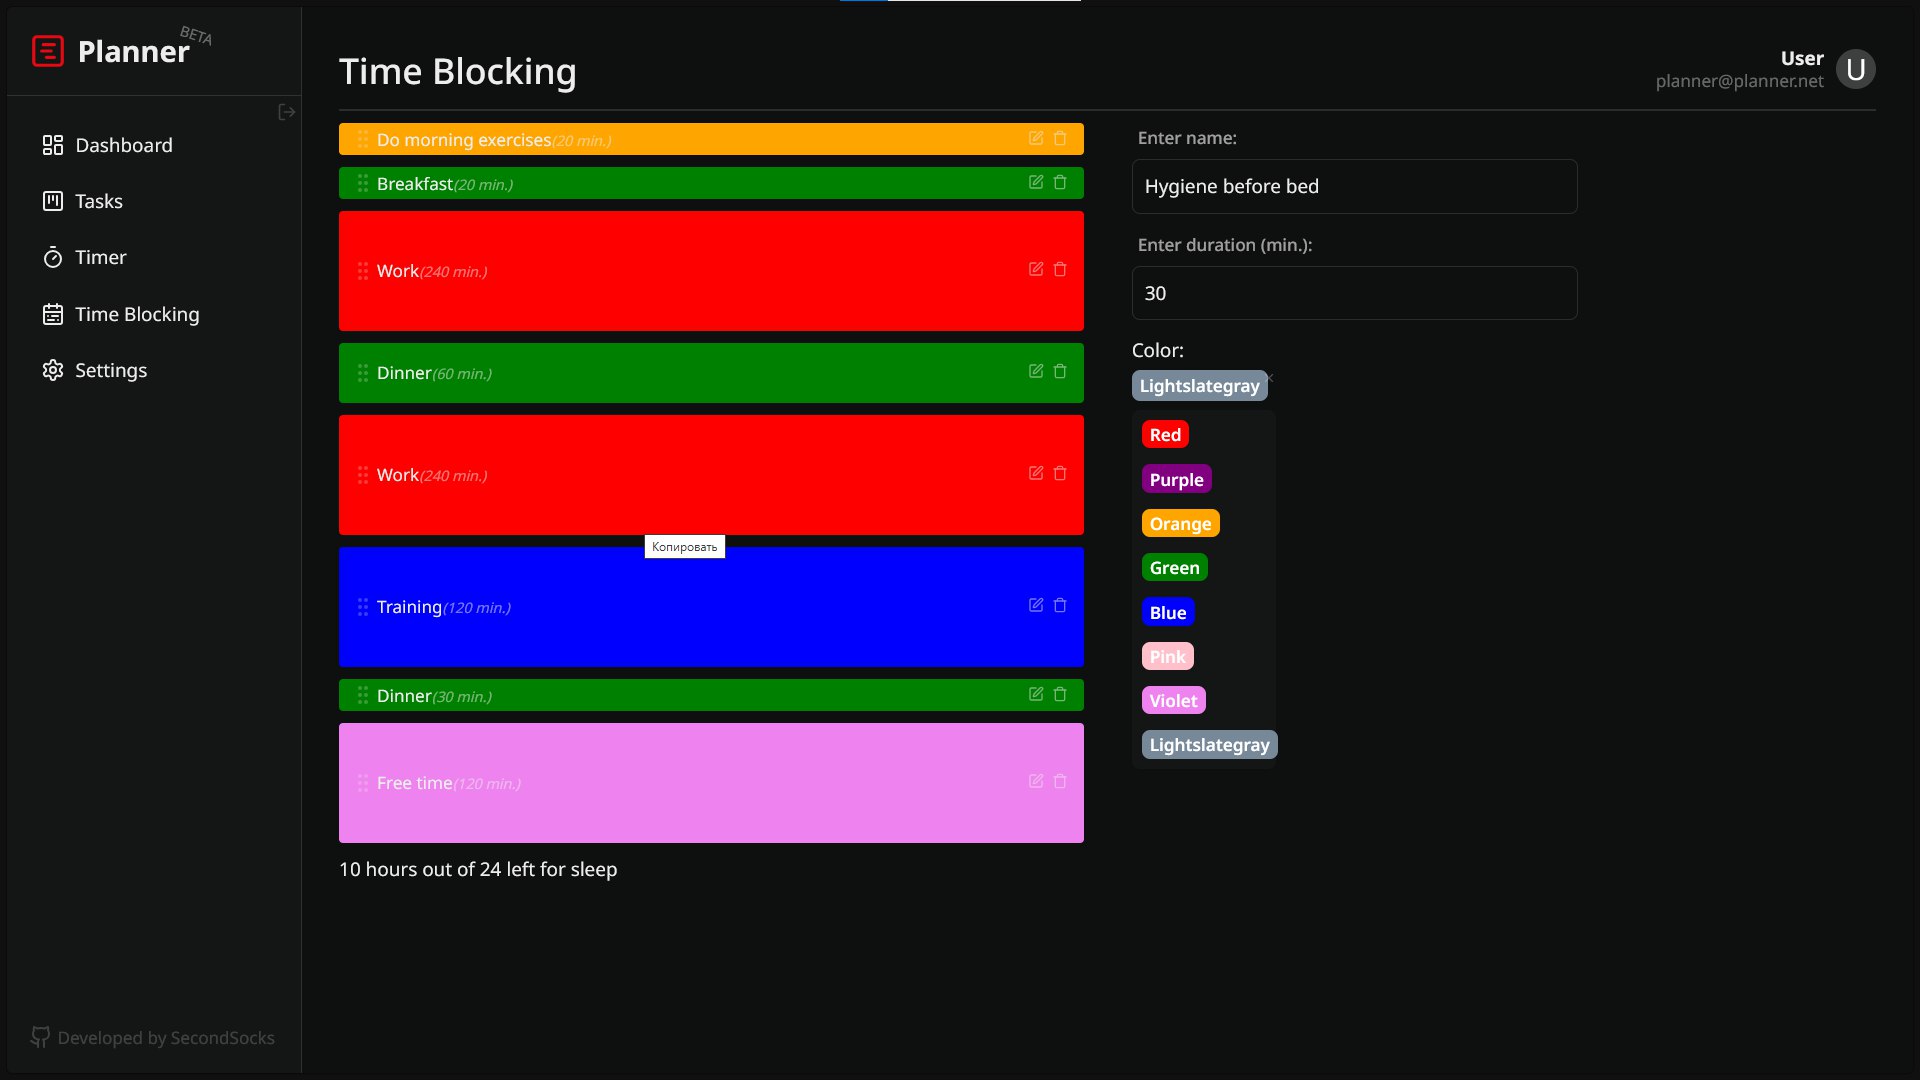 Planner BETA
Dashboard
Tasks
Timer
Time Blocking
Settings
Developed by SecondSocks
Time Blocking
User
planner@planner.net
U
Do morning exercises(20 min.)
Breakfast(20 min.)
Work(240 min.)
Dinner(60 min.)
Work(240 min.)
Копировать
Training(120 min.)
Dinner(30 min.)
Free time(120 min.)
10 hours out of 24 left for sleep
Enter name:
Hygiene before bed
Enter duration (min.):
30
Color:
Lightslategray
Red
Purple
Orange
Green
Blue
Pink
Violet
Lightslategray